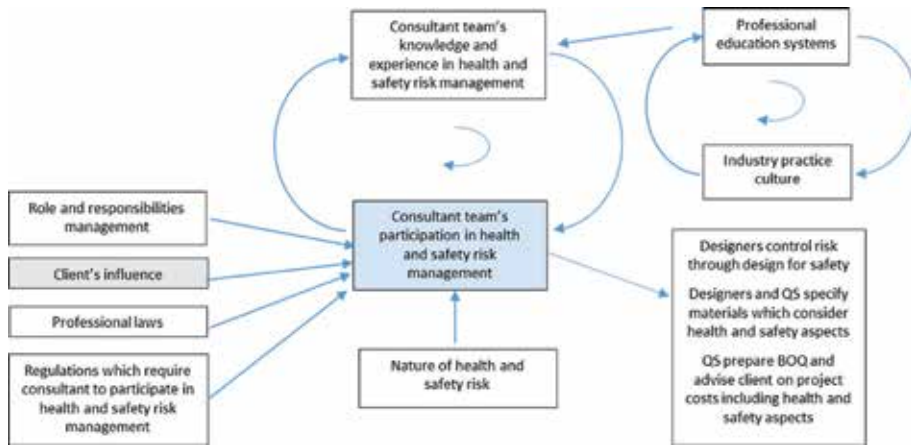 Consultant team's
knowledge and
experience in health and
safety risk management
Professional
education systems
Industry practice
culture
Role and responsibilities
management
Client's influence
Professional laws
Regulations which require
consultant to participate in
health and safety risk
management
Consultant team's
participation in health
and safety risk
management
Nature of health and
safety risk
Designers control risk
through design for safety
Designers and QS specify
materials which consider
health and safety aspects
QS prepare BOQ and
advise client on project
costs including health and
safety aspects